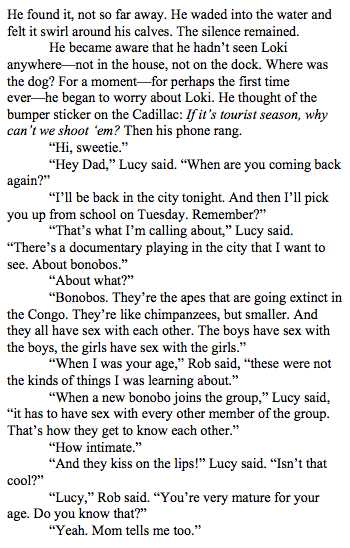 He found it, not so far away. He waded into the water and
felt it swirl around his calves. The silence remained.
He became aware that he hadn't seen Loki
anywhere—not in the house, not on the dock. Where was
the dog? For a moment—for perhaps the first time
ever—he began to worry about Loki. He thought of the
bumper sticker on the Cadillac: If it's tourist season, why
can't we shoot 'em? Then his phone rang.
"Hi, sweetie."
"Hey Dad," Lucy said. "When are you coming back
again?"
"I'll be back in the city tonight. And then I'll pick
you up from school on Tuesday. Remember?"
"That's what I'm calling about," Lucy said.
"There's a documentary playing in the city that I want to
see. About bonobos."
"About what?"
"Bonobos. They're the apes that are going extinct in
the Congo. They're like chimpanzees, but smaller. And
they all have sex with each other. The boys have sex with
the boys, the girls have sex with the girls."
"When I was your age," Rob said, "these were not
the kinds of things I was learning about."
"When a new bonobo joins the group," Lucy said,
"it has to have sex with every other member of the group.
That's how they get to know each other."
"How intimate."
"And they kiss on the lips!" Lucy said. "Isn't that
cool?"
"Lucy," Rob said. "You're very mature for your
age. Do you know that?"
"Yeah. Mom tells me too."